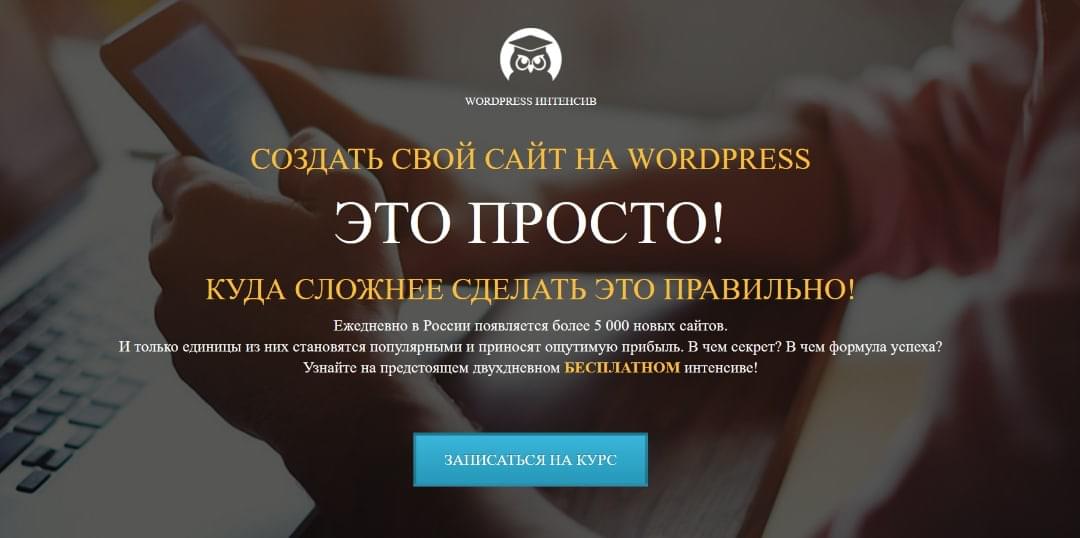 WORDPRESS ИНТЕНСИВ
СОЗДАТЬ СВОЙ САЙТ НА WORDPRESS
ЭТО ПРОСТО!
КУДА СЛОЖНЕЕ СДЕЛАТЬ ЭТО ПРАВИЛЬНО!
Ежедневно в России появляется более 5 000 новых сайтов.
И только единицы из них становятся популярными и приносят ощутимую прибыль. В чем секрет? В чем формула успеха?
Узнайте на предстоящем двухдневном БЕСПЛАТНОМ интенсиве!
ЗАПИСАТЬСЯ НА КУРС